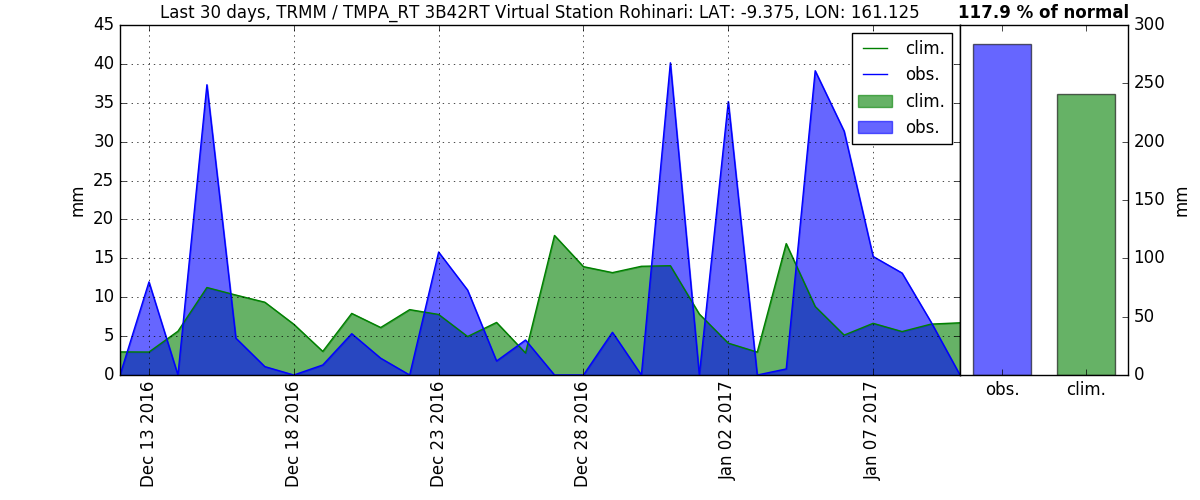 Last 30 days, TRMM / TMPA_RT 3B42RT Virtual Station Rohinari: LAT: -9.375, LON: 161.125
117.9 % of normal
45
40
35
30
25
20
15
10
5
0
mm
clim.
obs.
clim.
obs.
Dec 13 2016
Dec 18 2016
Dec 23 2016
Dec 28 2016
Jan 02 2017
Jan 07 2017
300
250
200
150
100
50
0
mm
obs.
clim.